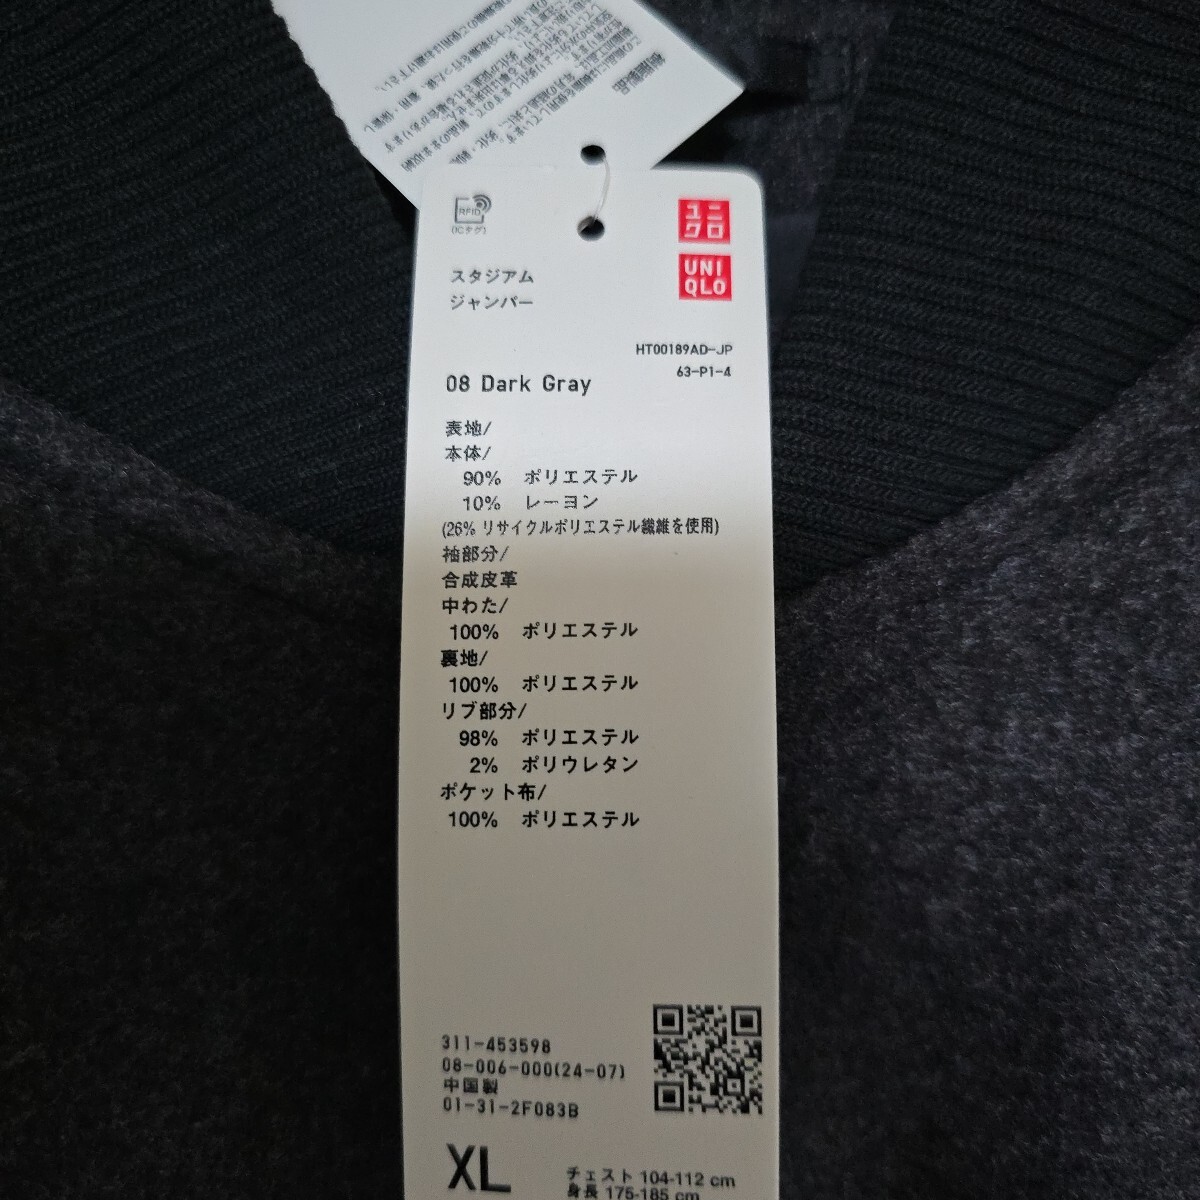 RFID
(ICタグ)
ユニ
クロ
UNI
QLO
スタジアム
ジャンパー
HT00189AD-JP
63-P1-4
08 Dark Gray
表地/
本体/
90% ポリエステル
10% レーヨン
(26% リサイクルポリエステル繊維を使用)
袖部分/
合成皮革
中わた/
100% ポリエステル
裏地/
100% ポリエステル
リブ部分/
98% ポリエステル
2% ポリウレタン
ポケット布/
100% ポリエステル
311-453598
08-006-000(24-07)
中国製
01-31-2F083B
XL
チェスト 104-112 cm
身長 175-185 cm